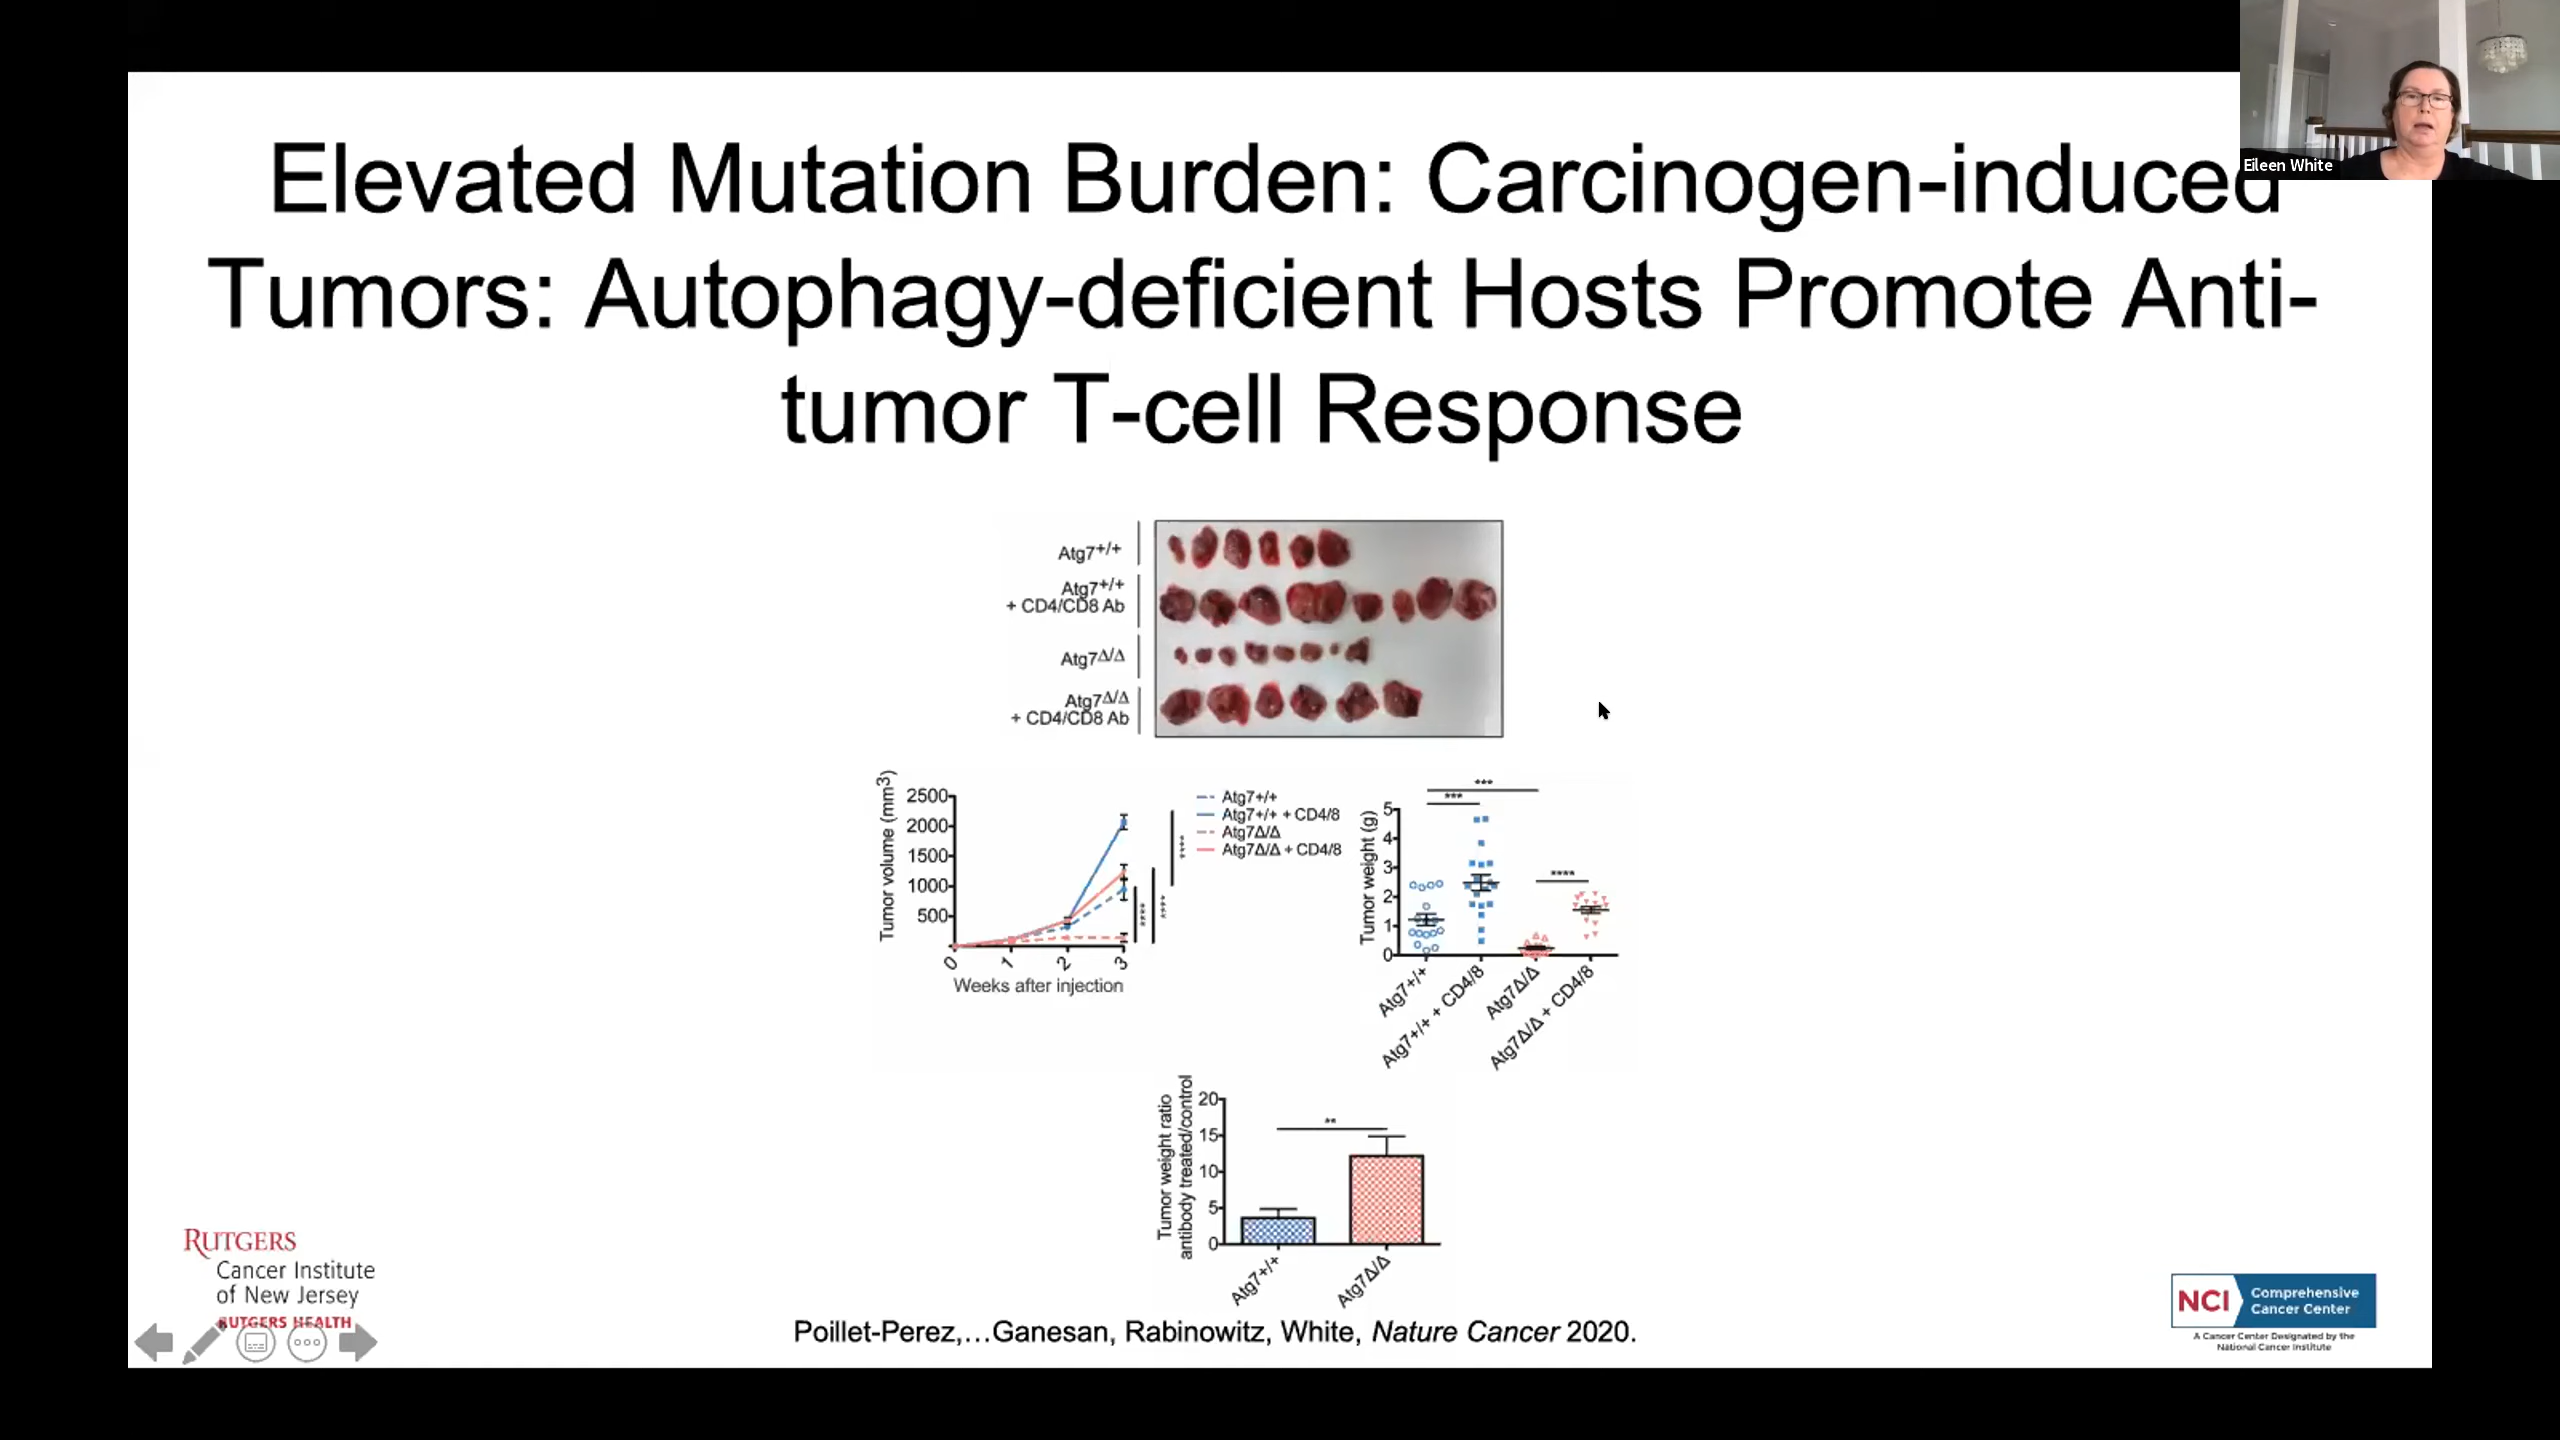 Eileen White
Elevated Mutation Burden: Carcinogen-induced
Tumors: Autophagy-deficient Hosts Promote Anti-
tumor T-cell Response
Atg7+/+
Atg7+/+
+ CD4/CD8 Ab
Atg7Δ/Δ
Atg7Δ/Δ
+ CD4/CD8 Ab
Tumor volume (mm3)
2500
2000
1500
1000
500
0
1
2
3
Weeks after injection
****
****
****
Atg7+/+
Atg7+/+ + CD4/8
Atg7Δ/Δ
Atg7Δ/Δ + CD4/8
Tumor weight (g)
5
4
3
2
1
0
***
***
****
Atg7+/+
Atg7+/+ + CD4/8
Atg7Δ/Δ
Atg7Δ/Δ + CD4/8
Tumor weight ratio
antibody treated/control
20
15
10
5
0
**
Atg7+/+
Atg7Δ/Δ
RUTGERS
Cancer Institute
of New Jersey
RUTGERS HEALTH
Poillet-Perez,...Ganesan, Rabinowitz, White, Nature Cancer 2020.
NCI
Comprehensive
Cancer Center
A Cancer Center Designated by the
National Cancer Institute